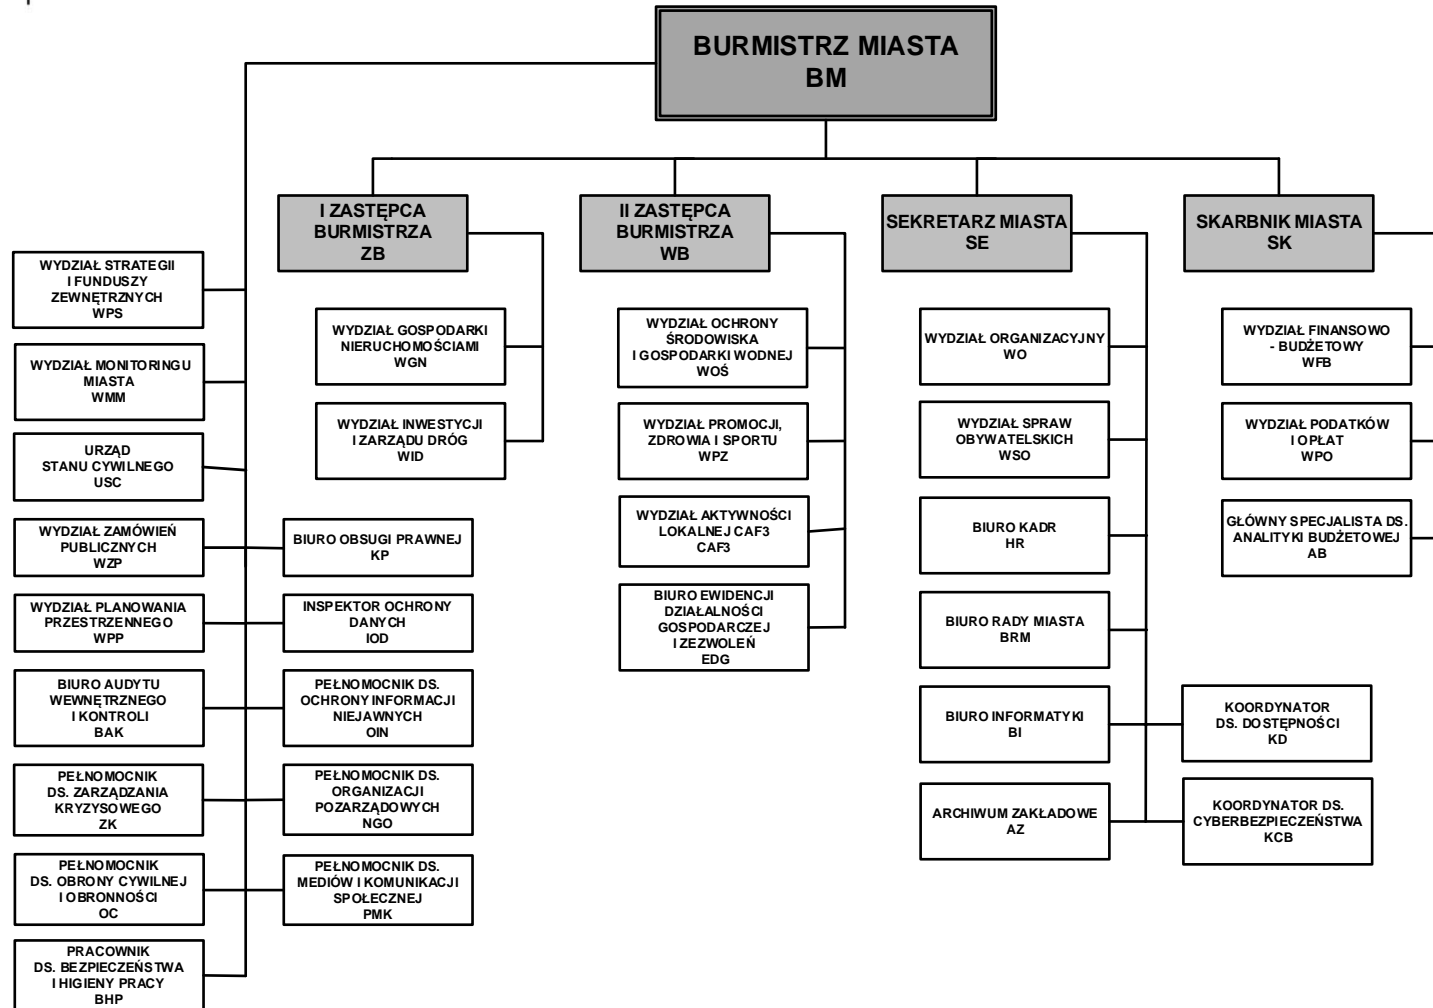 BURMISTRZ MIASTA
BM
I ZASTĘPCA
BURMISTRZA
ZB
II ZASTĘPCA
BURMISTRZA
WB
SEKRETARZ MIASTA
SE
SKARBNIK MIASTA
SK
WYDZIAŁ STRATEGII
I FUNDUSZY
ZEWNĘTRZNYCH
WPS
WYDZIAŁ MONITORINGU
MIASTA
WMM
URZĄD
STANU CYWILNEGO
USC
WYDZIAŁ ZAMÓWIEŃ
PUBLICZNYCH
WZP
WYDZIAŁ PLANOWANIA
PRZESTRZENNEGO
WPP
BIURO AUDYTU
WEWNĘTRZNEGO
I KONTROLI
BAK
PEŁNOMOCNIK
DS. ZARZĄDZANIA
KRYZYSOWEGO
ZK
PEŁNOMOCNIK
DS. OBRONY CYWILNEJ
I OBRONNOŚCI
OC
PRACOWNIK
DS. BEZPIECZEŃSTWA
I HIGIENY PRACY
BHP
BIURO OBSUGI PRAWNEJ
KP
INSPEKTOR OCHRONY
DANYCH
IOD
PEŁNOMOCNIK DS.
OCHRONY INFORMACJI
NIEJAWNYCH
OIN
PEŁNOMOCNIK DS.
ORGANIZACJI
POZARZĄDOWYCH
NGO
PEŁNOMOCNIK DS.
MEDIÓW I KOMUNIKACJI
SPOŁECZNEJ
PMK
WYDZIAŁ GOSPODARKI
NIERUCHOMOŚCIAMI
WGN
WYDZIAŁ INWESTYCJI
I ZARZĄDU DRÓG
WID
WYDZIAŁ OCHRONY
ŚRODOWISKA
I GOSPODARKI WODNEJ
WOŚ
WYDZIAŁ PROMOCJI,
ZDROWIA I SPORTU
WPZ
WYDZIAŁ AKTYWNOŚCI
LOKALNEJ CAF3
CAF3
BIURO EWIDENCJI
DZIAŁALNOŚCI
GOSPODARCZEJ
I ZEZWOLEŃ
EDG
WYDZIAŁ ORGANIZACYJNY
WO
WYDZIAŁ SPRAW
OBYWATELSKICH
WSO
BIURO KADR
HR
BIURO RADY MIASTA
BRM
BIURO INFORMATYKI
BI
ARCHIWUM ZAKŁADOWE
AZ
KOORDYNATOR
DS. DOSTĘPNOŚCI
KD
KOORDYNATOR DS.
CYBERBEZPIECZEŃSTWA
KCB
WYDZIAŁ FINANSOWO
- BUDŻETOWY
WFB
WYDZIAŁ PODATKÓW
I OPŁAT
WPO
GŁÓWNY SPECJALISTA DS.
ANALITYKI BUDŻETOWEJ
AB